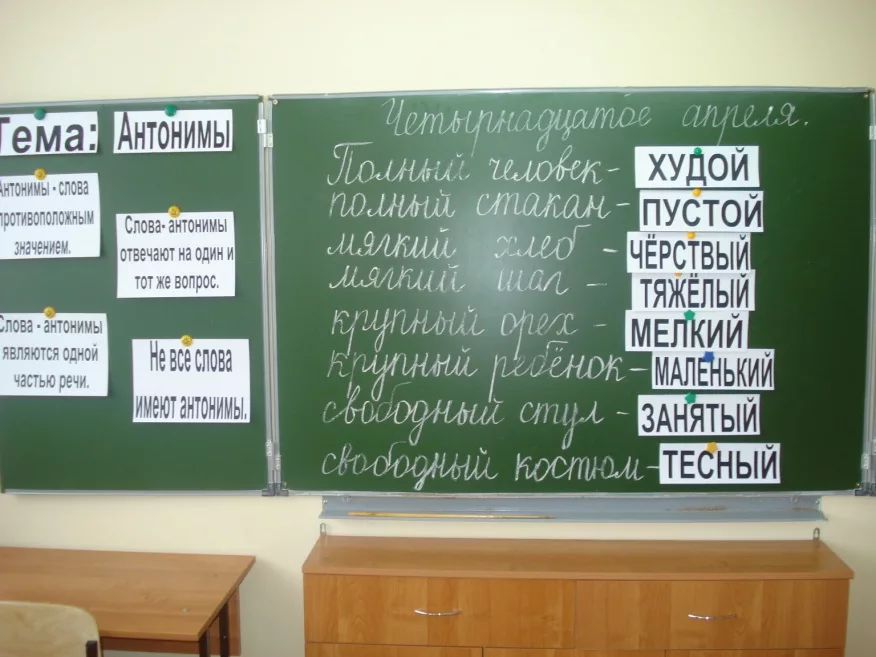 Тема:
Антонимы
Антонимы - слова
противоположным
значением.
Слова- антонимы
отвечают на один и
тот же вопрос.
Слова - антонимы
являются одной
частью речи.
Не все слова
имеют антонимы.
Четырнадцатое апреля.
Полный человек- ХУДОЙ
полный стакан- ПУСТОЙ
мягкий хлеб - ЧЁРСТВЫЙ
мягкий шаг - ТЯЖЁЛЫЙ
крупный орех - МЕЛКИЙ
крупный ребёнок- МАЛЕНЬКИЙ
свободный стул - ЗАНЯТЫЙ
свободный костюм- ТЕСНЫЙ